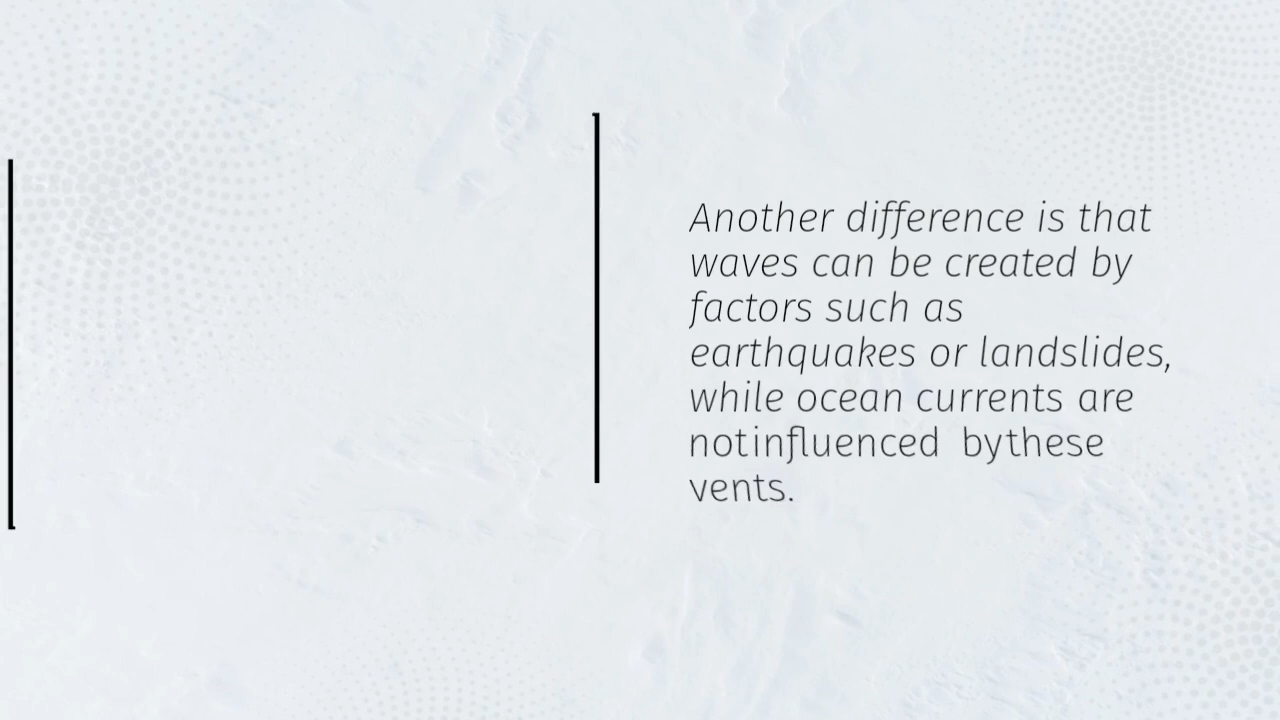 Another difference is that
waves can be created by
factors such as
earthquakes or landslides,
while ocean currents are
notinfluenced bythese
vents.